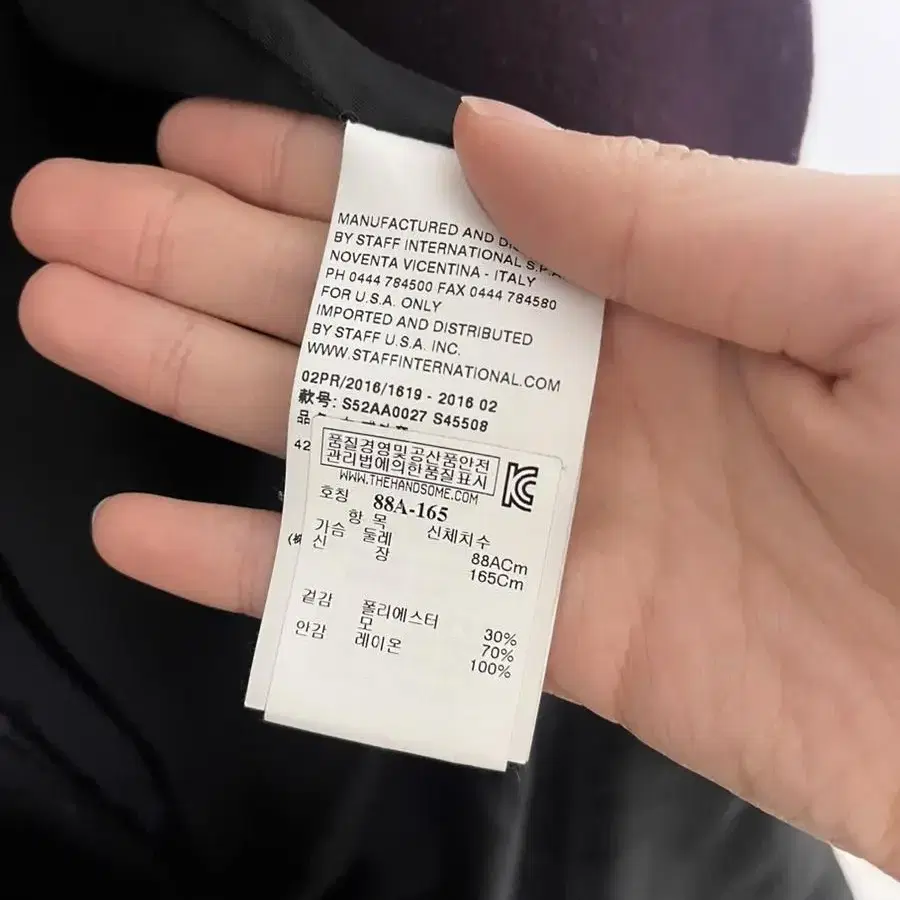 MANUFACTURED AND
BY STAFF INTERNATIONAL S.P.A.
NOVENTA VICENTINA - ITALY
PH 0444 784500 FAX 0444 784580
FOR U.S.A. ONLY
IMPORTED AND DISTRIBUTED
BY STAFF U.S.A. INC.
WWW.STAFFINTERNATIONAL.COM
02PR/2016/1619 - 2016 02
款号: S52AA0027 S45508
42
품질경영및공산품안전
관리법에의한품질표시
WWW.THEHANDSOME.COM
호칭 88A-165
항 목 신체치수
가슴 둘레 88ACm
신 장 165Cm
겉감 폴리에스터 30%
모 70%
안감 레이온 100%